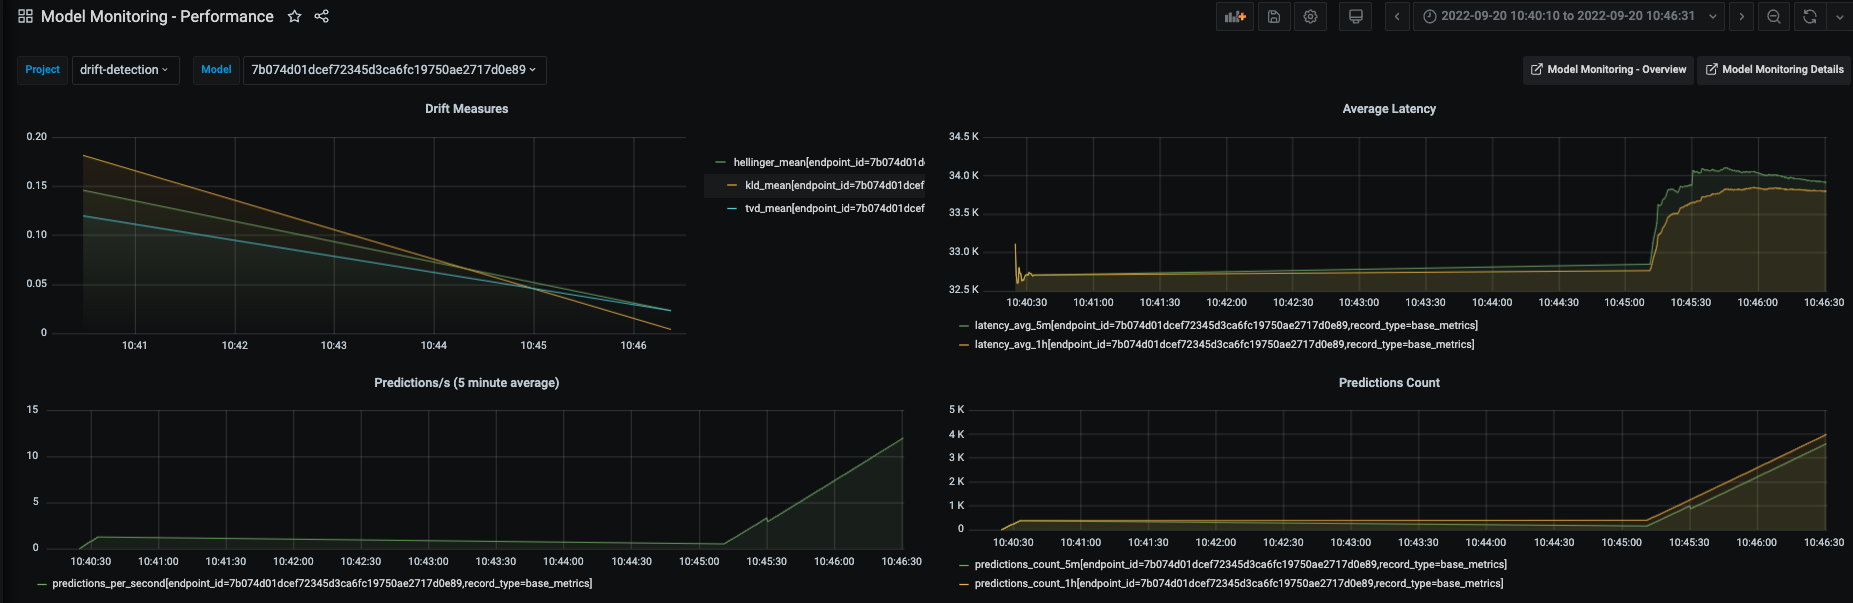 Model Monitoring - Performance
2022-09-20 10:40:10 to 2022-09-20 10:46:31
Project drift-detection Model 7b074d01dcef72345d3ca6fc19750ae2717d0e89
Model Monitoring - Overview Model Monitoring Details
Drift Measures
0.20
0.15
0.10
0.05
0
10:41 10:42 10:43 10:44 10:45 10:46
hellinger_mean[endpoint_id=7b074d01d
kld_mean[endpoint_id=7b074d01dcef
tvd_mean[endpoint_id=7b074d01dcef
Average Latency
34.5 K
34.0 K
33.5 K
33.0 K
32.5 K
10:40:30 10:41:00 10:41:30 10:42:00 10:42:30 10:43:00 10:43:30 10:44:00 10:44:30 10:45:00 10:45:30 10:46:00 10:46:30
latency_avg_5m[endpoint_id=7b074d01dcef72345d3ca6fc19750ae2717d0e89,record_type=base_metrics]
latency_avg_1h[endpoint_id=7b074d01dcef72345d3ca6fc19750ae2717d0e89,record_type=base_metrics]
Predictions/s (5 minute average)
15
10
5
0
10:40:30 10:41:00 10:41:30 10:42:00 10:42:30 10:43:00 10:43:30 10:44:00 10:44:30 10:45:00 10:45:30 10:46:00 10:46:30
predictions_per_second[endpoint_id=7b074d01dcef72345d3ca6fc19750ae2717d0e89,record_type=base_metrics]
Predictions Count
5 K
4 K
3 K
2 K
1 K
0
10:40:30 10:41:00 10:41:30 10:42:00 10:42:30 10:43:00 10:43:30 10:44:00 10:44:30 10:45:00 10:45:30 10:46:00 10:46:30
predictions_count_5m[endpoint_id=7b074d01dcef72345d3ca6fc19750ae2717d0e89,record_type=base_metrics]
predictions_count_1h[endpoint_id=7b074d01dcef72345d3ca6fc19750ae2717d0e89,record_type=base_metrics]